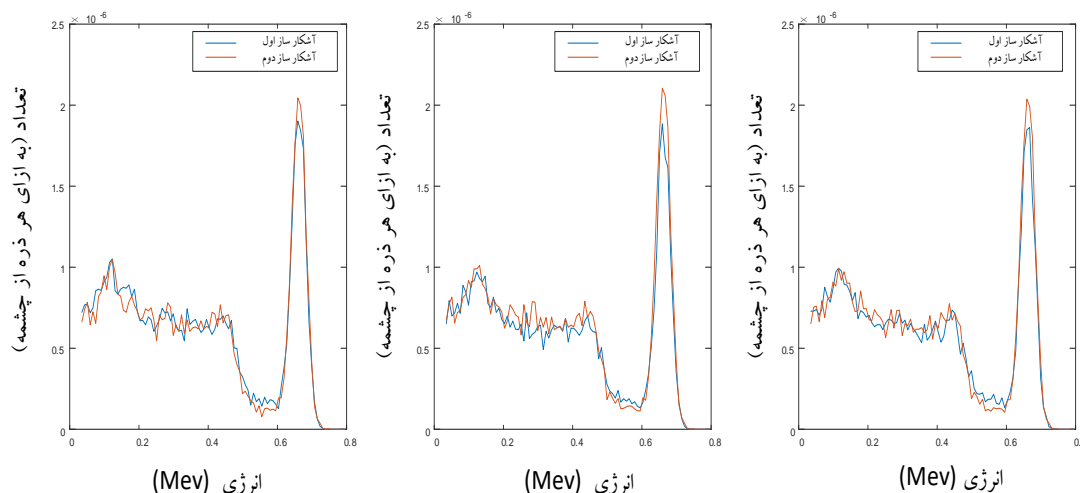 × 10 -6
2.5
2
1.5
1
0.5
0
0
0.2
0.4
0.6
0.8
آشکار ساز اول
آشکار ساز دوم
تعداد (به ازای هر ذره از چشمه)
انرژی (Mev)
× 10 -6
2.5
2
1.5
1
0.5
0
0
0.2
0.4
0.6
0.8
آشکار ساز اول
آشکار ساز دوم
تعداد (به ازای هر ذره از چشمه)
انرژی (Mev)
× 10 -6
2.5
2
1.5
1
0.5
0
0
0.2
0.4
0.6
0.8
آشکار ساز اول
آشکار ساز دوم
تعداد (به ازای هر ذره از چشمه)
انرژی (Mev)